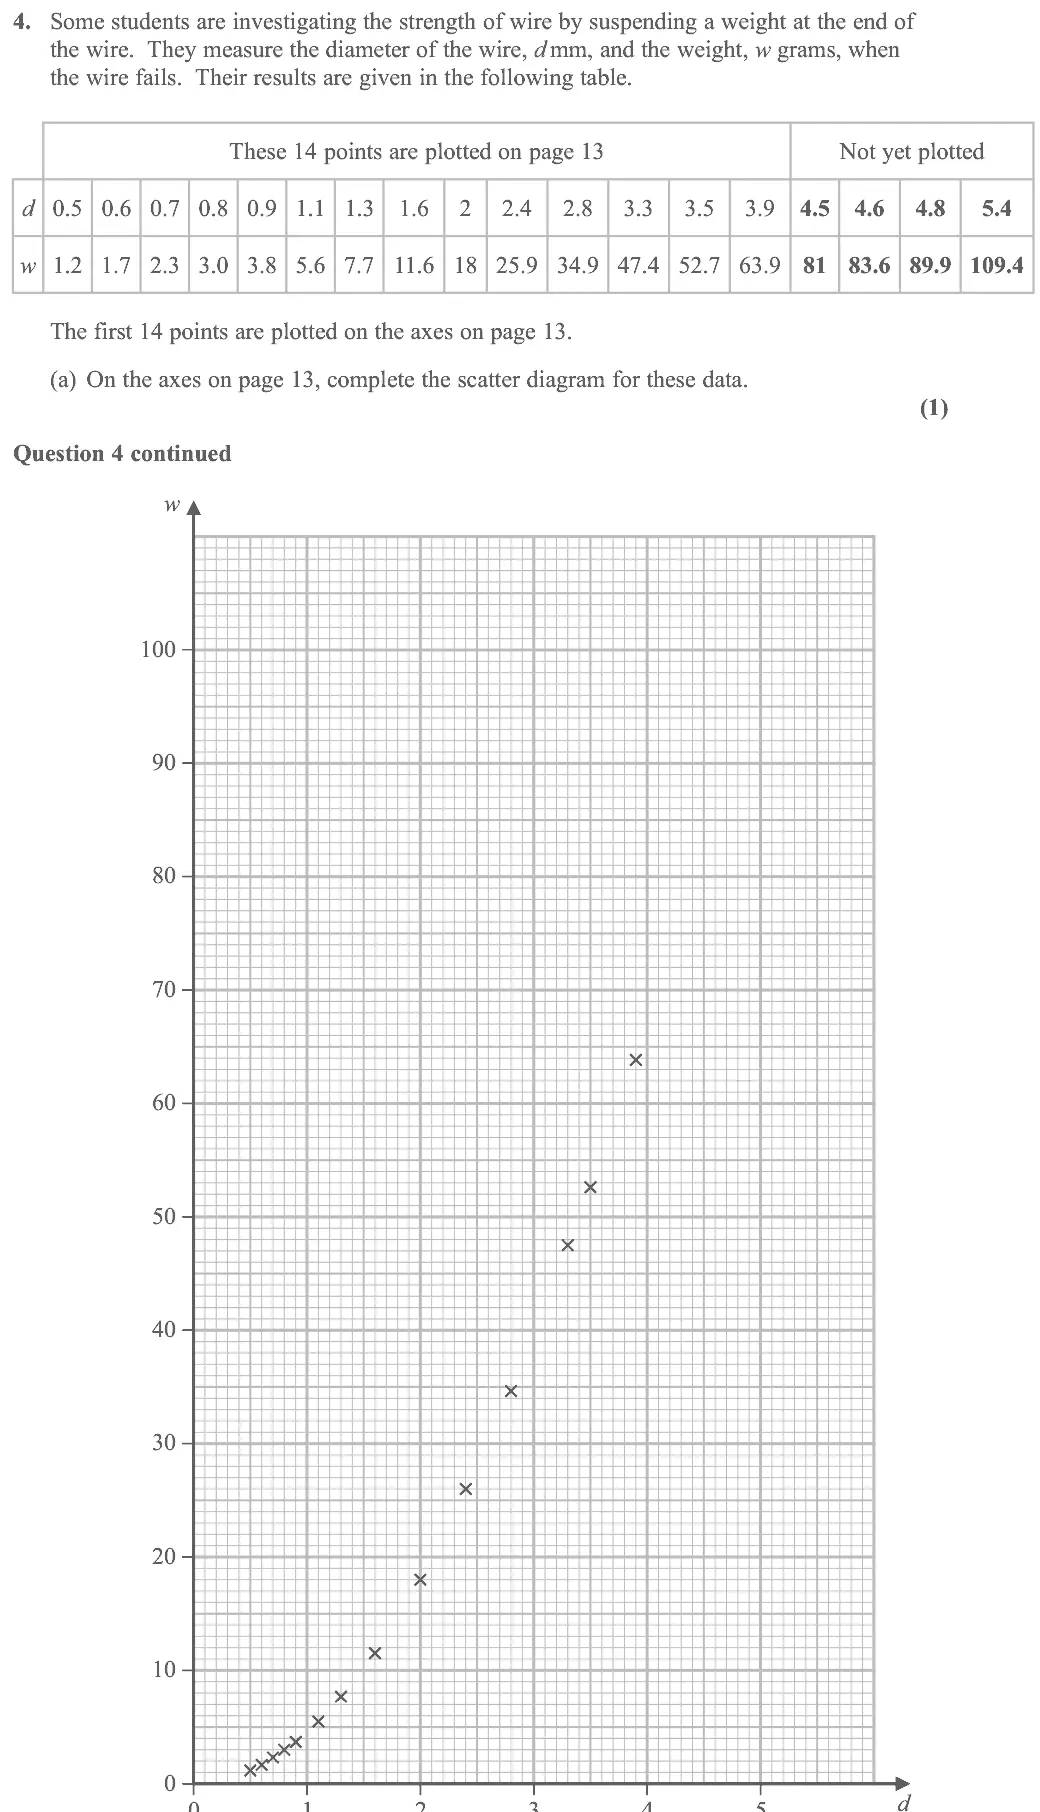 4. Some students are investigating the strength of wire by suspending a weight at the end of
the wire. They measure the diameter of the wire, d mm, and the weight, w grams, when
the wire fails. Their results are given in the following table.
These 14 points are plotted on page 13 Not yet plotted
d 0.5 0.6 0.7 0.8 0.9 1.1 1.3 1.6 2 2.4 2.8 3.3 3.5 3.9 4.5 4.6 4.8 5.4
w 1.2 1.7 2.3 3.0 3.8 5.6 7.7 11.6 18 25.9 34.9 47.4 52.7 63.9 81 83.6 89.9 109.4
The first 14 points are plotted on the axes on page 13.
(a) On the axes on page 13, complete the scatter diagram for these data.
(1)
Question 4 continued
w
100
90
80
70
60
50
40
30
20
10
0
0 1 2 3 4 5 d